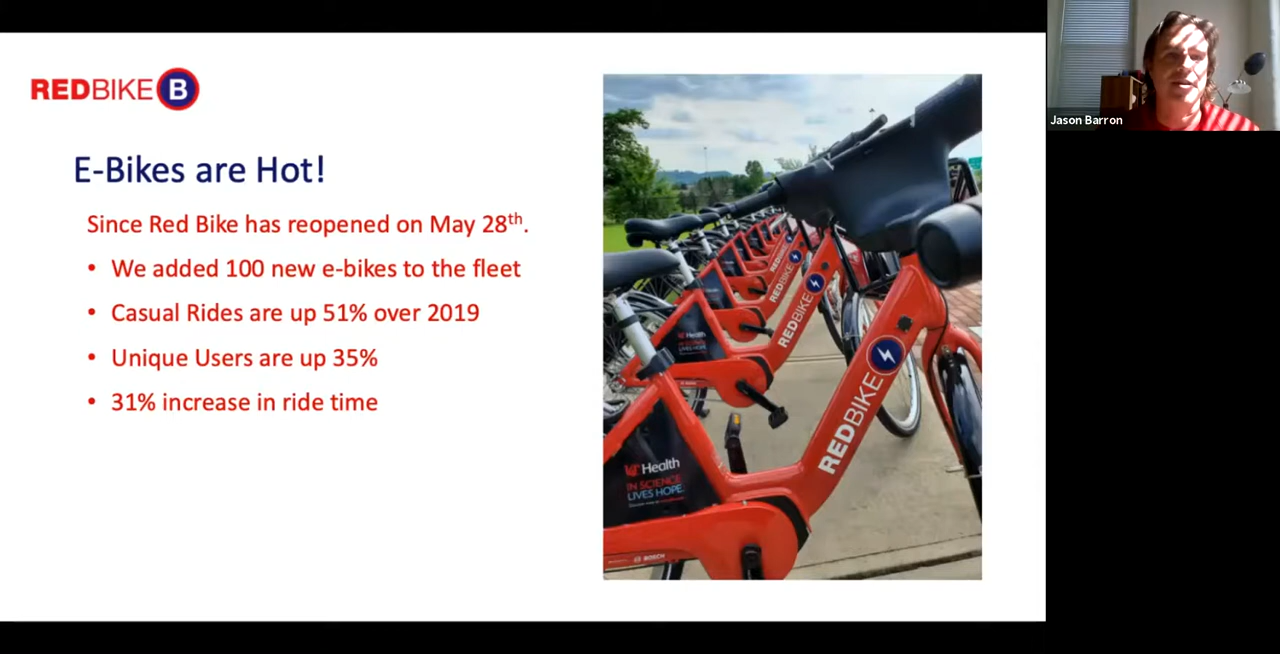 REDBIKE B
E-Bikes are Hot!
Since Red Bike has reopened on May 28th.
• We added 100 new e-bikes to the fleet
• Casual Rides are up 51% over 2019
• Unique Users are up 35%
• 31% increase in ride time
Jason Barron
REDBIKE
REDBIKE
REDBIKE
Health
Health
IN SCIENCE
LIVES HOPE.
BOSCH